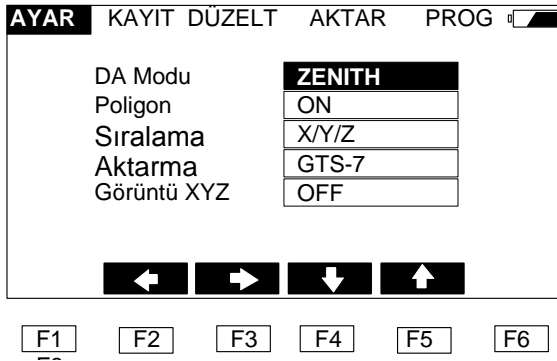 AYAR KAYIT DÜZELT AKTAR PROG
DA Modu ZENITH
Poligon ON
Sıralama X/Y/Z
Aktarma GTS-7
Görüntü XYZ OFF
F1 F2 F3 F4 F5 F6